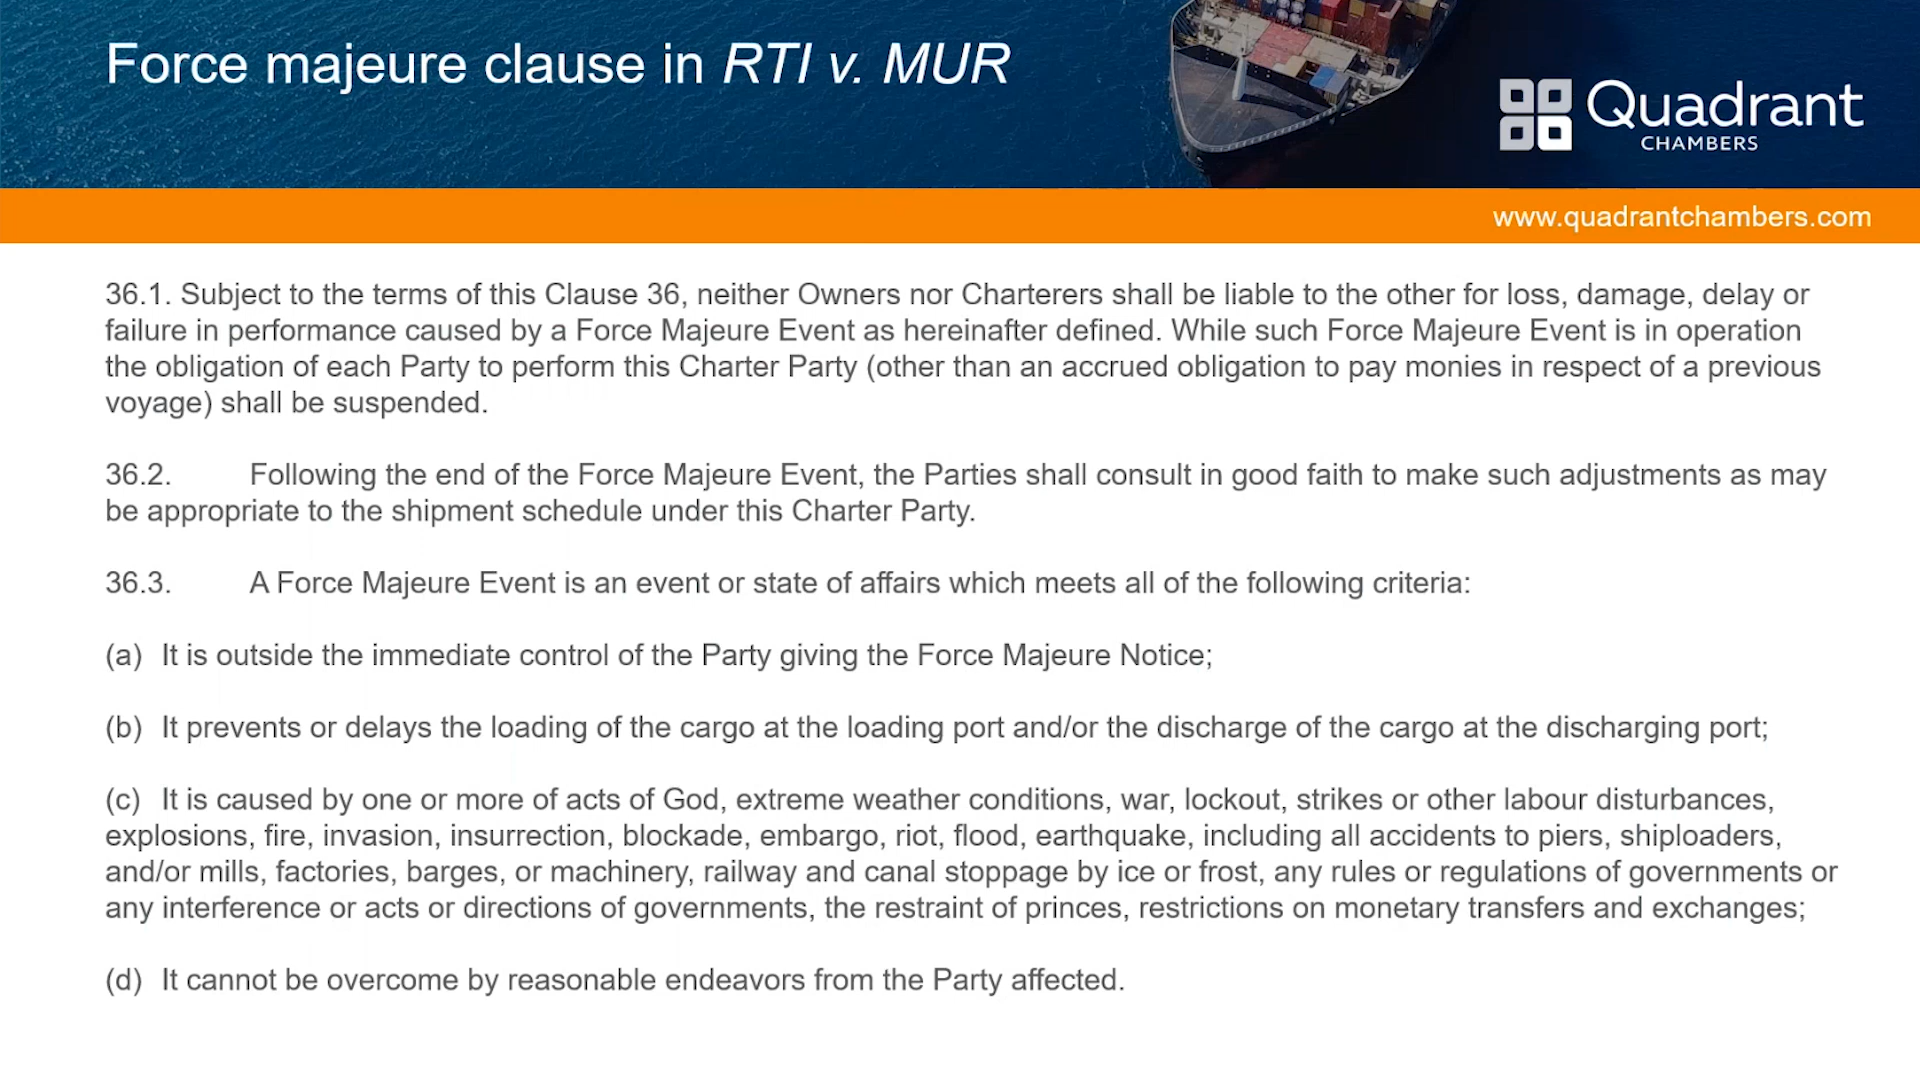 Force majeure clause in RTI v. MUR
Quadrant
CHAMBERS
www.quadrantchambers.com
36.1. Subject to the terms of this Clause 36, neither Owners nor Charterers shall be liable to the other for loss, damage, delay or
failure in performance caused by a Force Majeure Event as hereinafter defined. While such Force Majeure Event is in operation
the obligation of each Party to perform this Charter Party (other than an accrued obligation to pay monies in respect of a previous
voyage) shall be suspended.
36.2. Following the end of the Force Majeure Event, the Parties shall consult in good faith to make such adjustments as may
be appropriate to the shipment schedule under this Charter Party.
36.3. A Force Majeure Event is an event or state of affairs which meets all of the following criteria:
(a) It is outside the immediate control of the Party giving the Force Majeure Notice;
(b) It prevents or delays the loading of the cargo at the loading port and/or the discharge of the cargo at the discharging port;
(c) It is caused by one or more of acts of God, extreme weather conditions, war, lockout, strikes or other labour disturbances,
explosions, fire, invasion, insurrection, blockade, embargo, riot, flood, earthquake, including all accidents to piers, shiploaders,
and/or mills, factories, barges, or machinery, railway and canal stoppage by ice or frost, any rules or regulations of governments or
any interference or acts or directions of governments, the restraint of princes, restrictions on monetary transfers and exchanges;
(d) It cannot be overcome by reasonable endeavors from the Party affected.